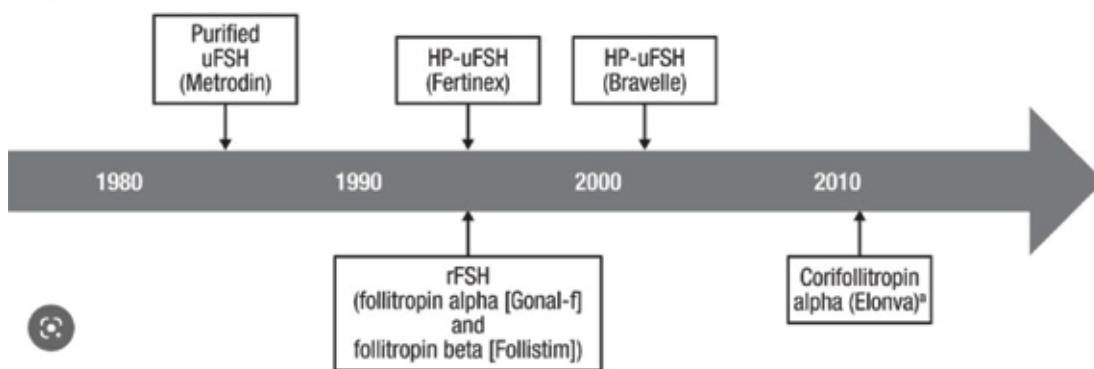 Purified
uFSH
(Metrodin)
HP-uFSH
(Fertinex)
HP-uFSH
(Bravelle)
1980
1990
2000
2010
rFSH
(follitropin alpha [Gonal-f]
and
follitropin beta [Follistim])
Corifollitropin
alpha (Elonva)ª